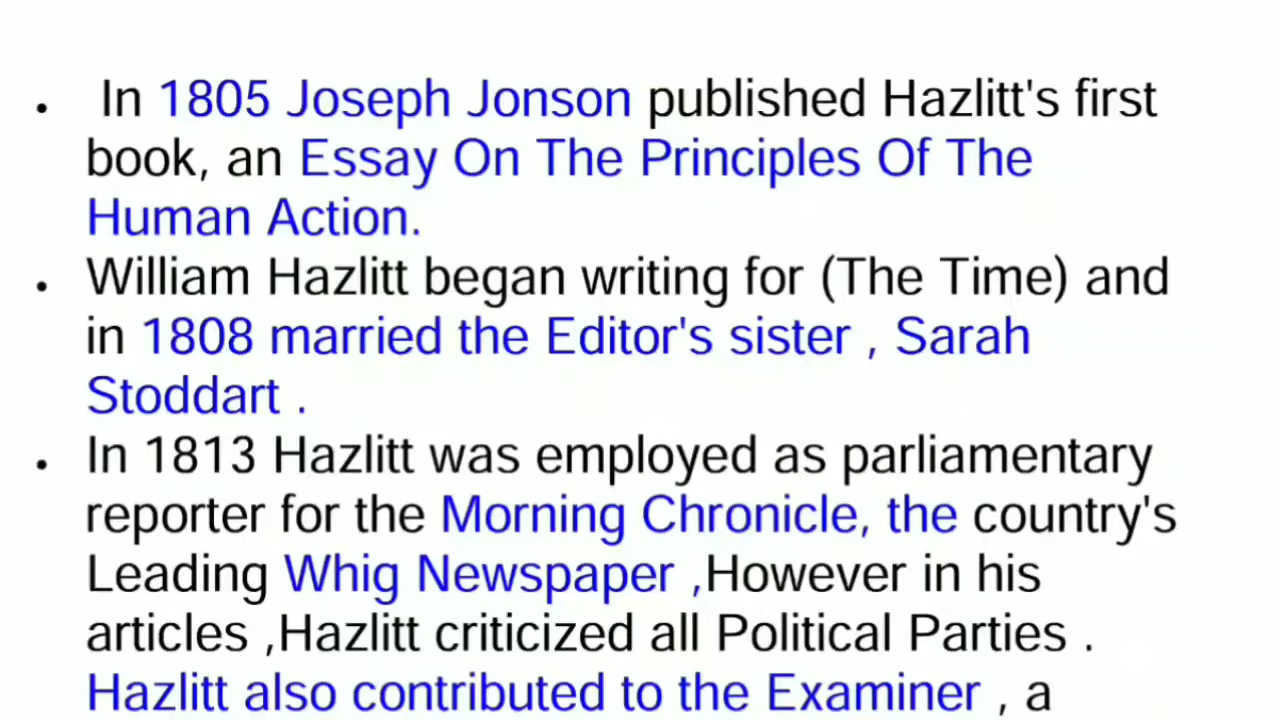 • In 1805 Joseph Jonson published Hazlitt's first
book, an Essay On The Principles Of The
Human Action.
• William Hazlitt began writing for (The Time) and
in 1808 married the Editor's sister , Sarah
Stoddart .
• In 1813 Hazlitt was employed as parliamentary
reporter for the Morning Chronicle, the country's
Leading Whig Newspaper ,However in his
articles ,Hazlitt criticized all Political Parties .
Hazlitt also contributed to the Examiner , a